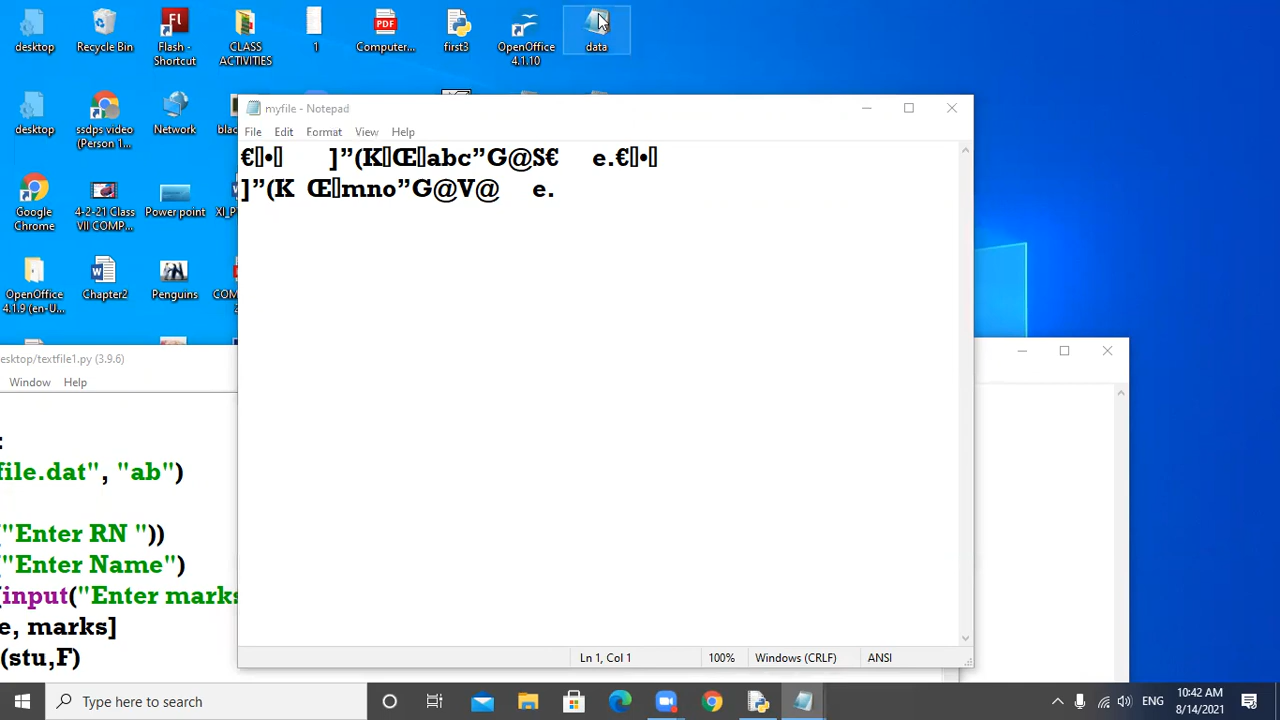 desktop
Recycle Bin
Flash -
Shortcut
CLASS
ACTIVITIES
1
Computer...
first3
OpenOffice
4.1.10
data
desktop
ssdps video
(Person 1...
Network
Google
Chrome
4-2-21 Class
VII COMP...
Power point
OpenOffice
4.1.9 (en-U...
Chapter2
Penguins
myfile - Notepad
File Edit Format View Help
€▯•▯ ]”(K▯Œ▯abc”G@S€ e.€▯•▯
]”(K Œ▯mno”G@V@ e.
Ln 1, Col 1 100% Windows (CRLF) ANSI
esktop/textfile1.py (3.9.6)
Window Help
:
file.dat", "ab")
("Enter RN "))
("Enter Name")
(input("Enter marks
e, marks]
(stu,F)
Type here to search
ENG
10:42 AM
8/14/2021